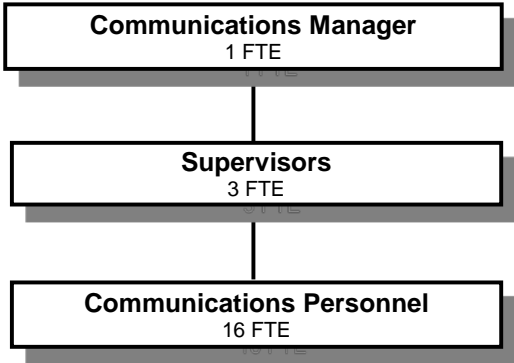 Communications Manager
1 FTE
Supervisors
3 FTE
Communications Personnel
16 FTE